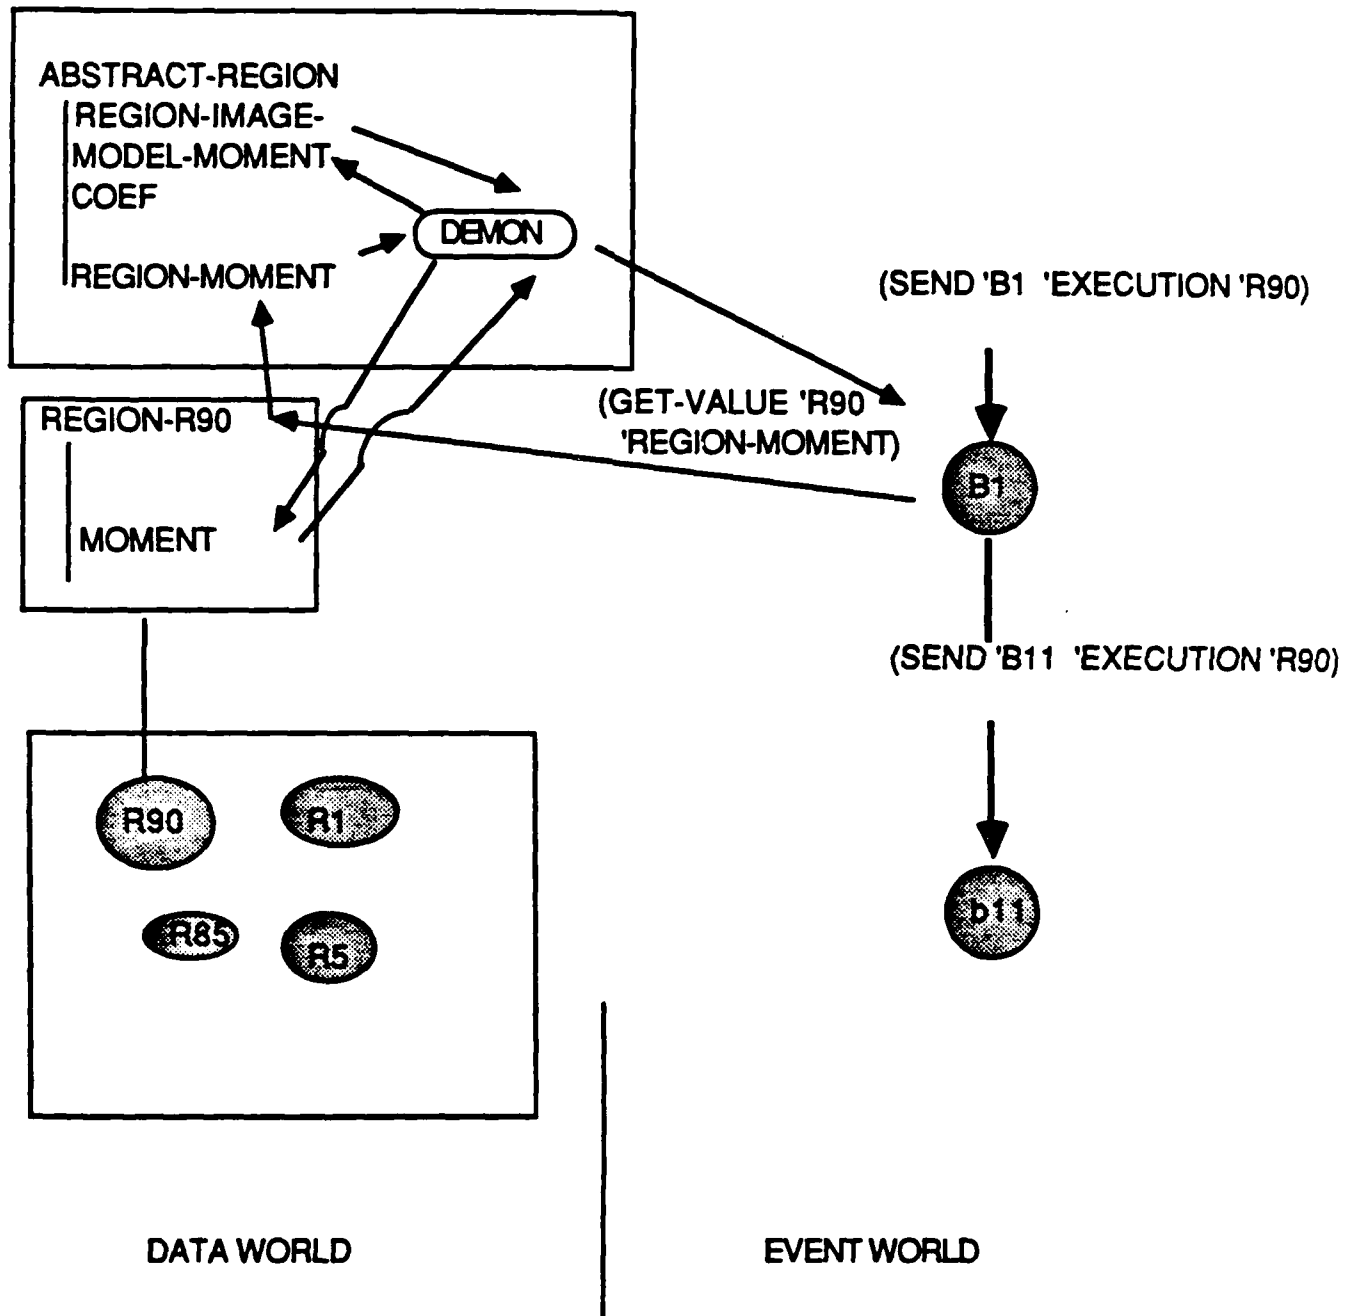 ABSTRACT-REGION
REGION-IMAGE-
MODEL-MOMENT
COEF
DEMON
REGION-MOMENT
(SEND 'B1 'EXECUTION 'R90)
(GET-VALUE 'R90
'REGION-MOMENT)
REGION-R90
B1
MOMENT
(SEND 'B11 'EXECUTION 'R90)
R90
R1
b11
R85
R5
DATA WORLD
EVENT WORLD